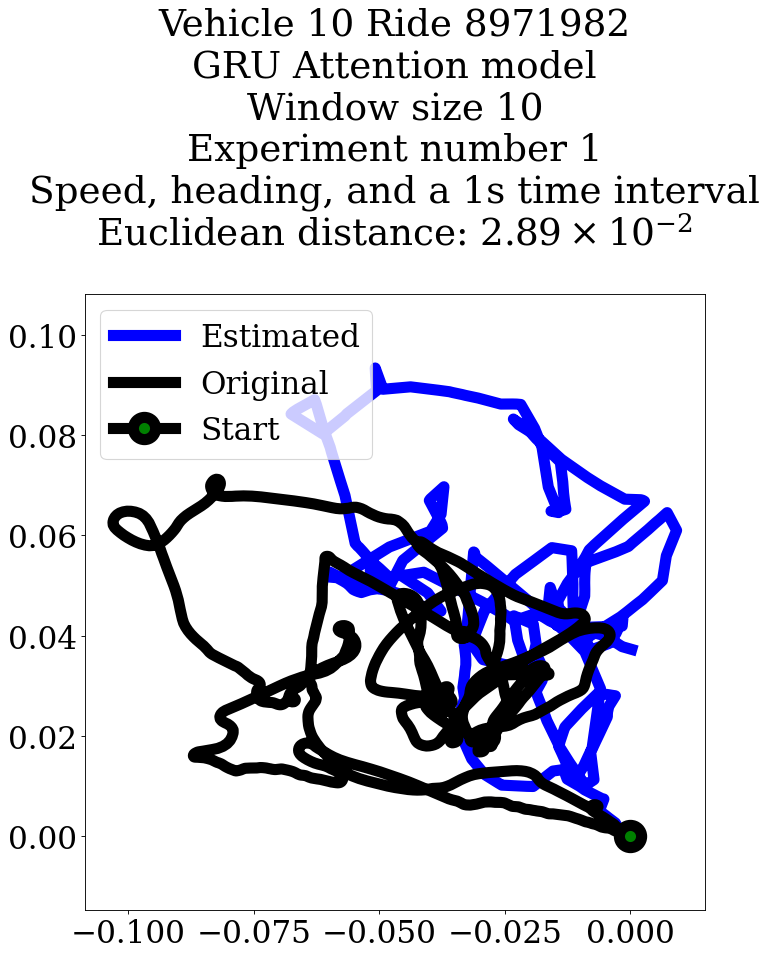 Vehicle 10 Ride 8971982
GRU Attention model
Window size 10
Experiment number 1
Speed, heading, and a 1s time interval
Euclidean distance: 2.89 × 10⁻²
Estimated
Original
Start
0.10
0.08
0.06
0.04
0.02
0.00
−0.100 −0.075 −0.050 −0.025 0.000